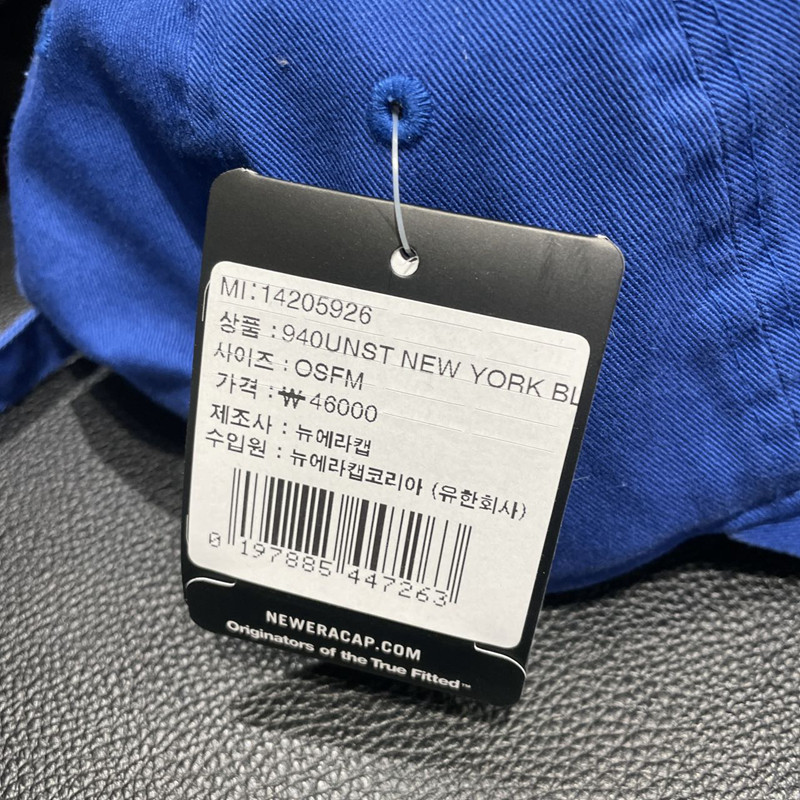 MI:14205926
상품 :940UNST NEW YORK BL
사이즈 :OSFM
가격 :₩46000
제조사 : 뉴에라캡
수입원 : 뉴에라캡코리아 (유한회사)
0 197885 447263
NEWERACAP.COM
Originators of the True Fitted™